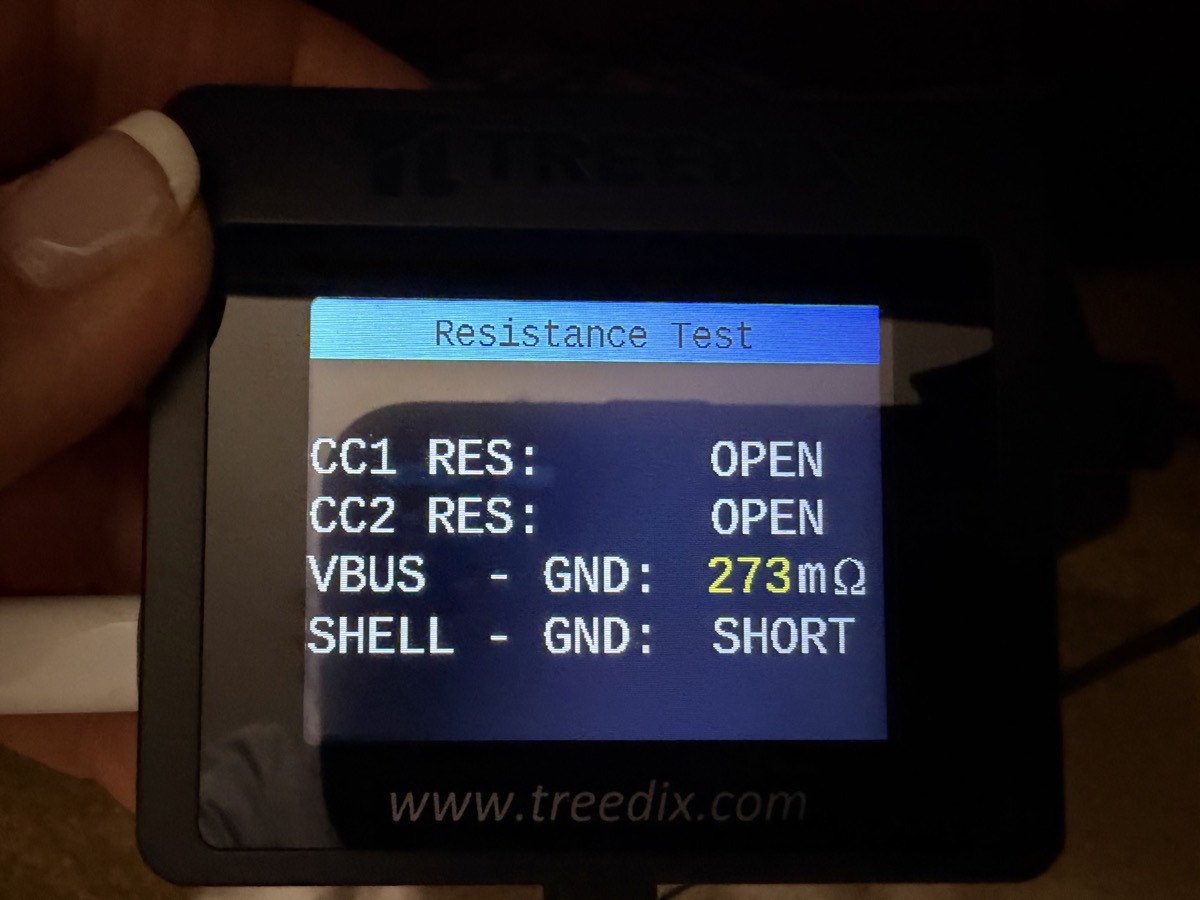 TREEDIX
Resistance Test
CC1 RES: OPEN
CC2 RES: OPEN
VBUS - GND: 273mΩ
SHELL - GND: SHORT
www.treedix.com